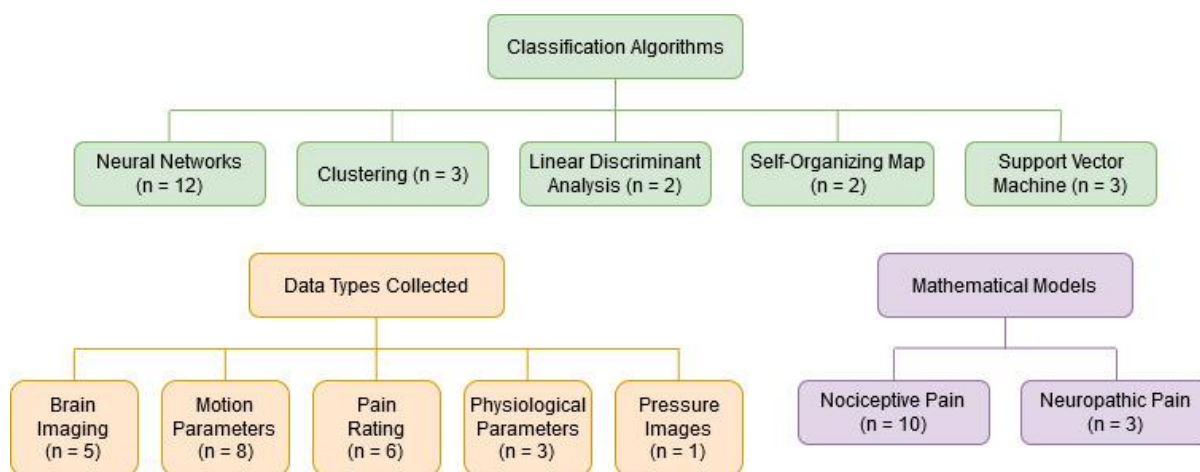 Classification Algorithms
Neural Networks
(n = 12)
Clustering (n = 3)
Linear Discriminant
Analysis (n = 2)
Self-Organizing Map
(n = 2)
Support Vector
Machine (n = 3)
Data Types Collected
Brain
Imaging
(n = 5)
Motion
Parameters
(n = 8)
Pain
Rating
(n = 6)
Physiological
Parameters
(n = 3)
Pressure
Images
(n = 1)
Mathematical Models
Nociceptive Pain
(n = 10)
Neuropathic Pain
(n = 3)